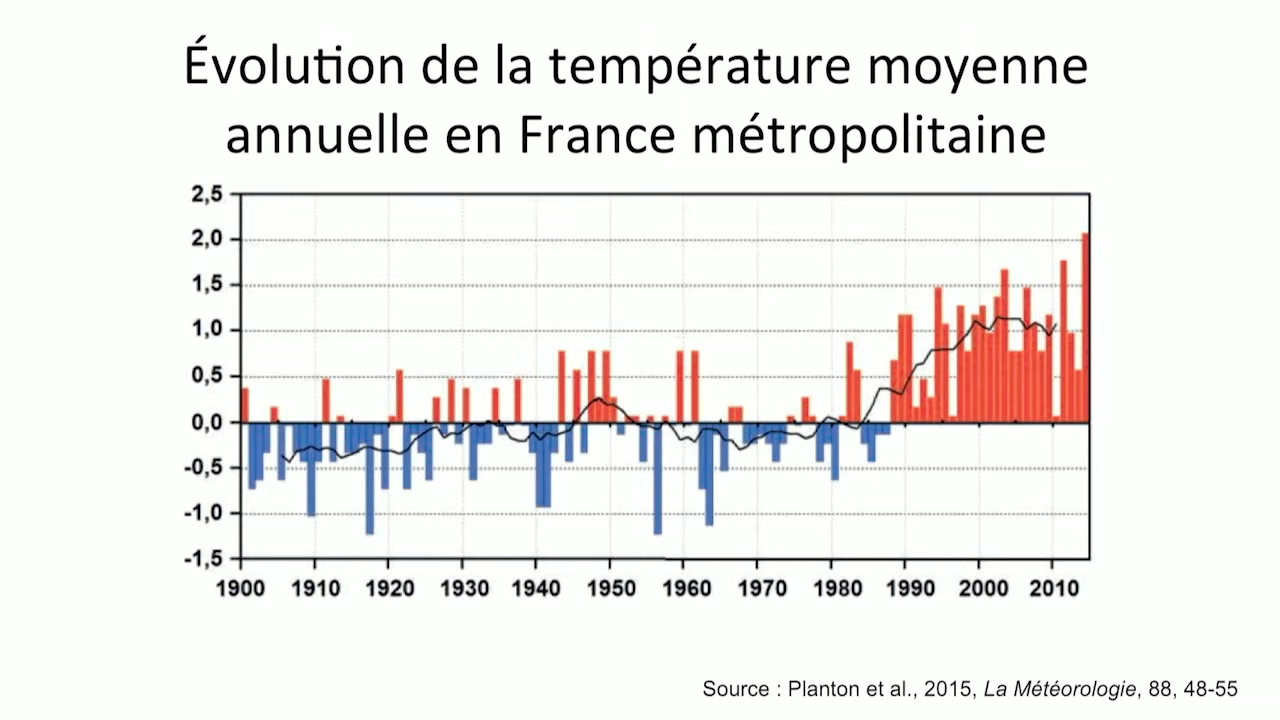 Évolution de la température moyenne
annuelle en France métropolitaine
2,5
2,0
1,5
1,0
0,5
0,0
-0,5
-1,0
-1,5
1900 1910 1920 1930 1940 1950 1960 1970 1980 1990 2000 2010
Source : Planton et al., 2015, La Météorologie, 88, 48-55